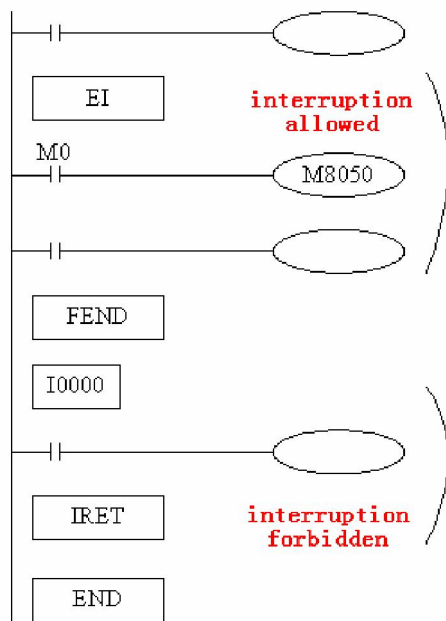 EI
interruption
allowed
M0
M8050
FEND
I0000
IRET
interruption
forbidden
END